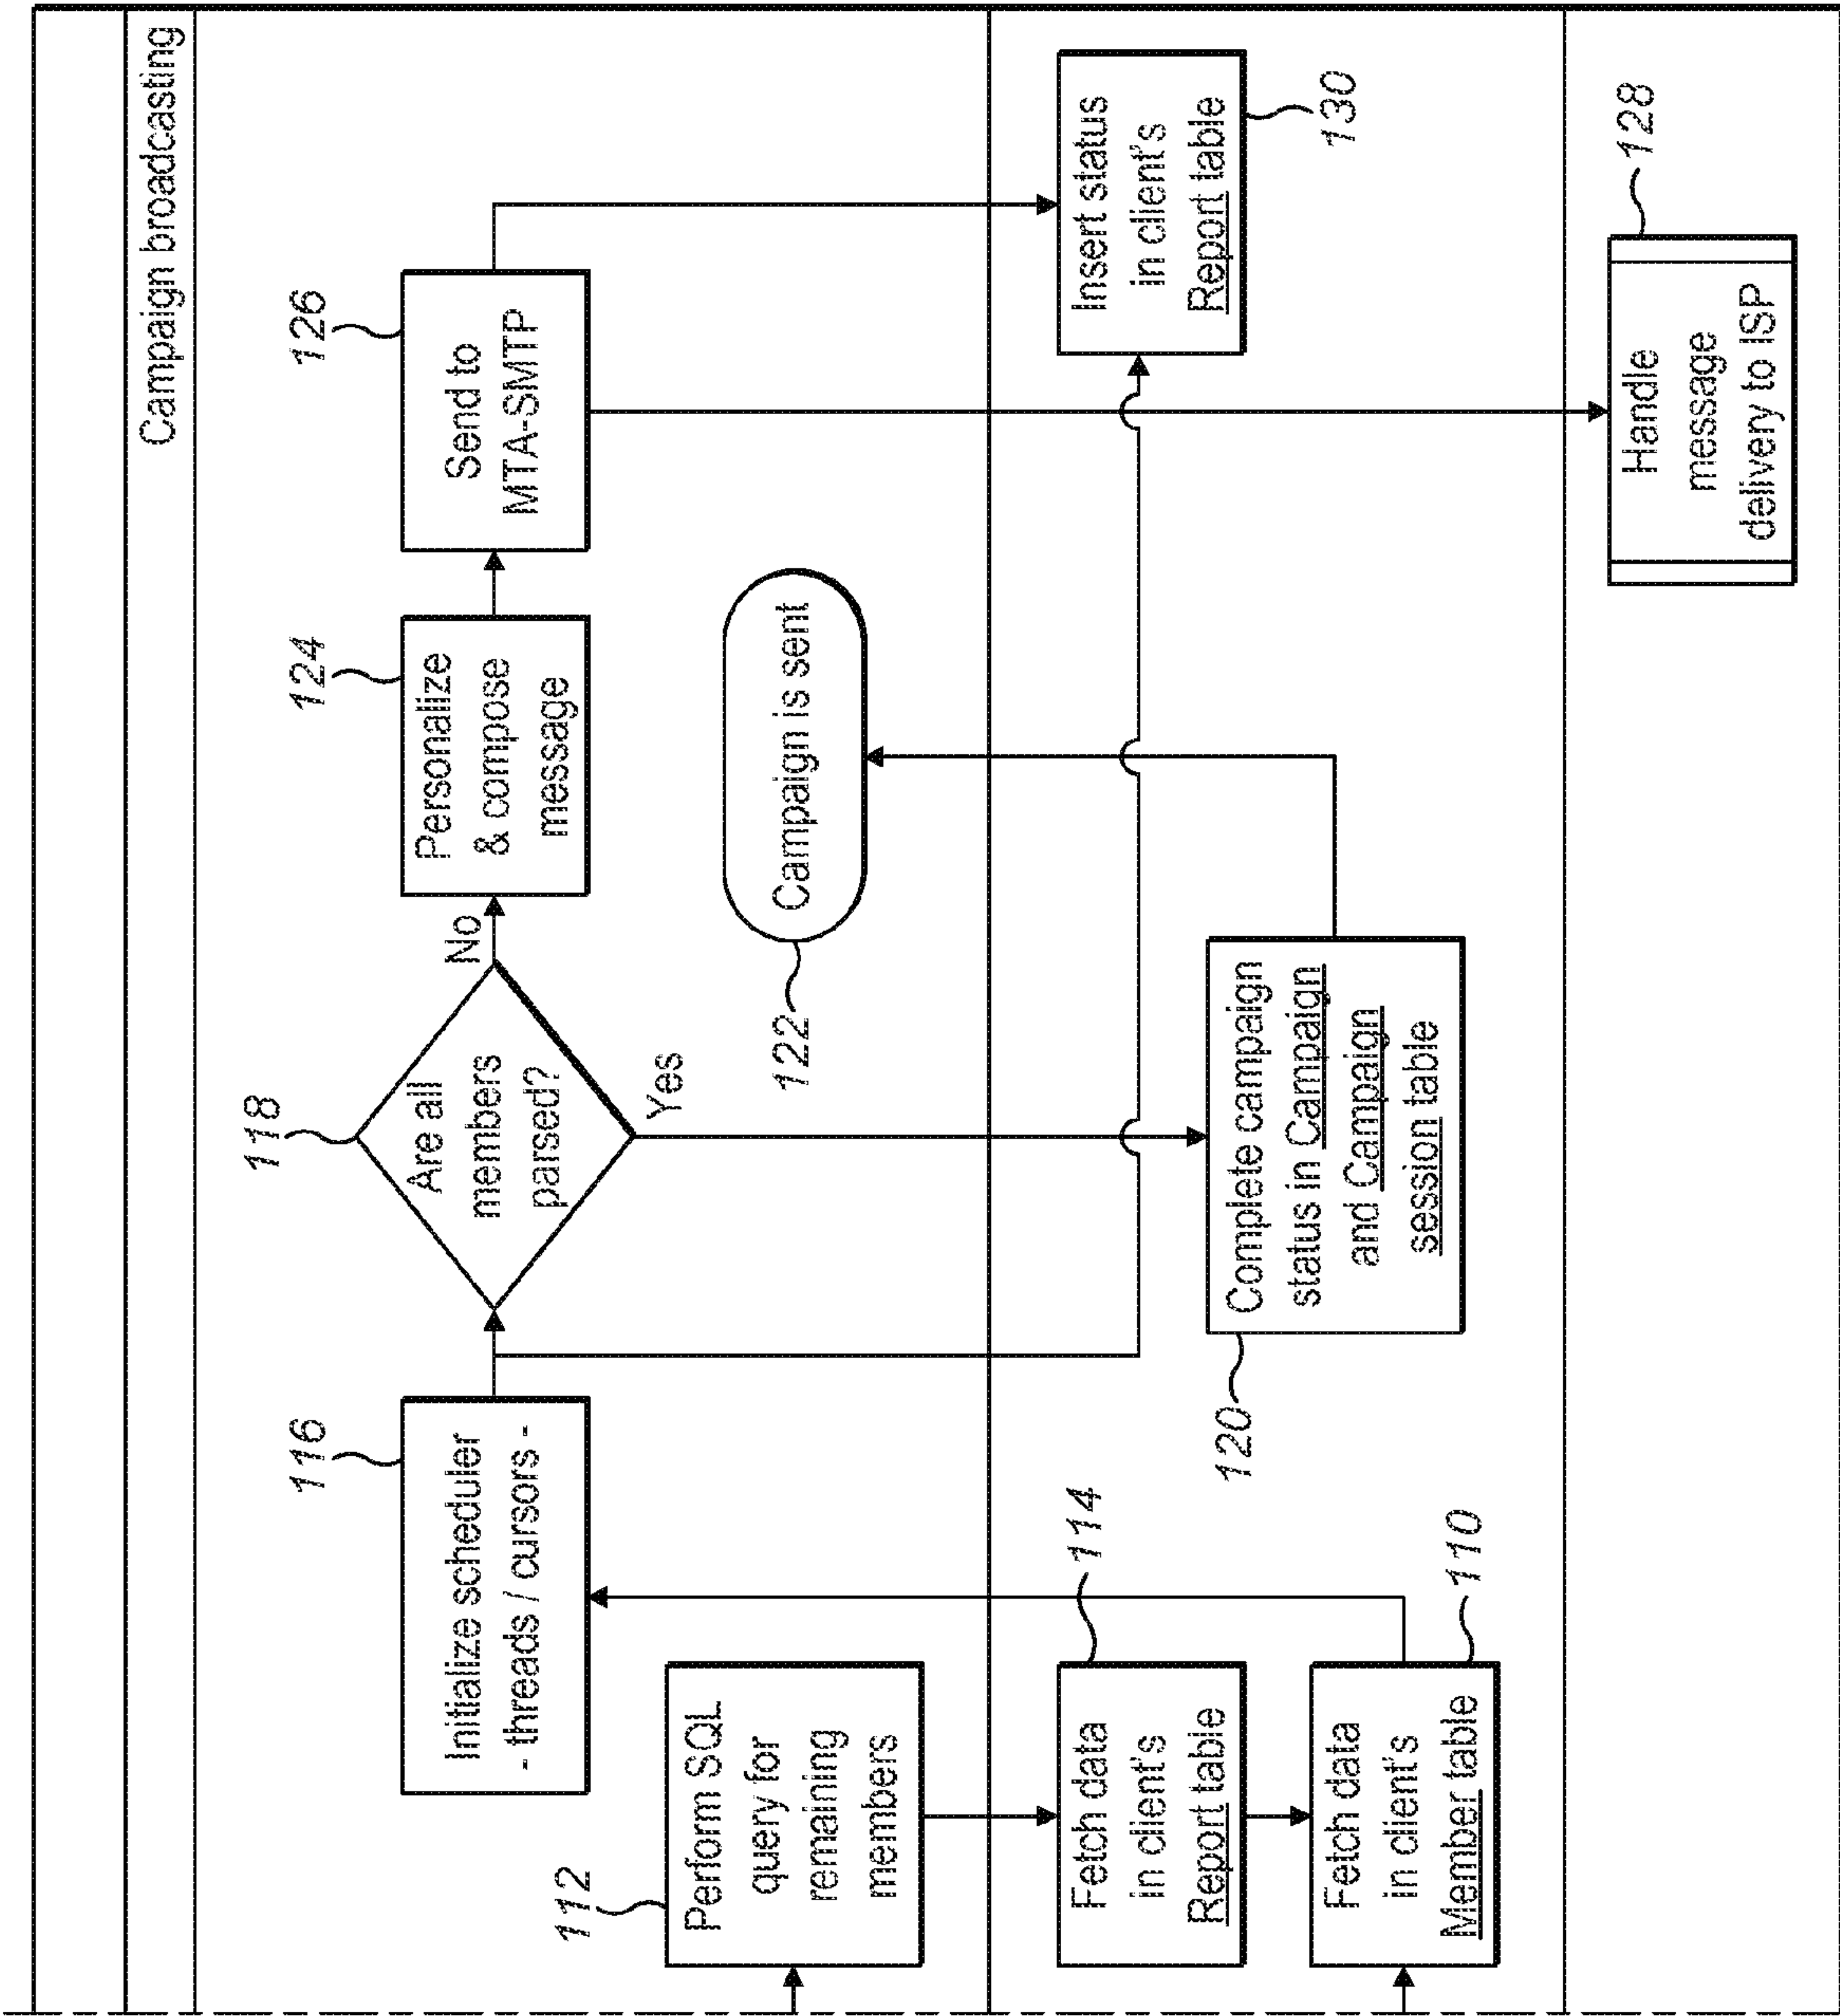 Campaign broadcasting
116
Initialize scheduler
- threads / cursors -
118
Are all
members
parsed?
No
Yes
124
Personalize
& compose
message
126
Send to
MTA-SMTP
112
Perform SQL
query for
remaining
members
122
Campaign is sent
114
Fetch data
in client's
Report table
110
Fetch data
in client's
Member table
120
Complete campaign
status in Campaign
and Campaign
session table
Insert status
in client's
Report table
130
128
Handle
message
delivery to ISP